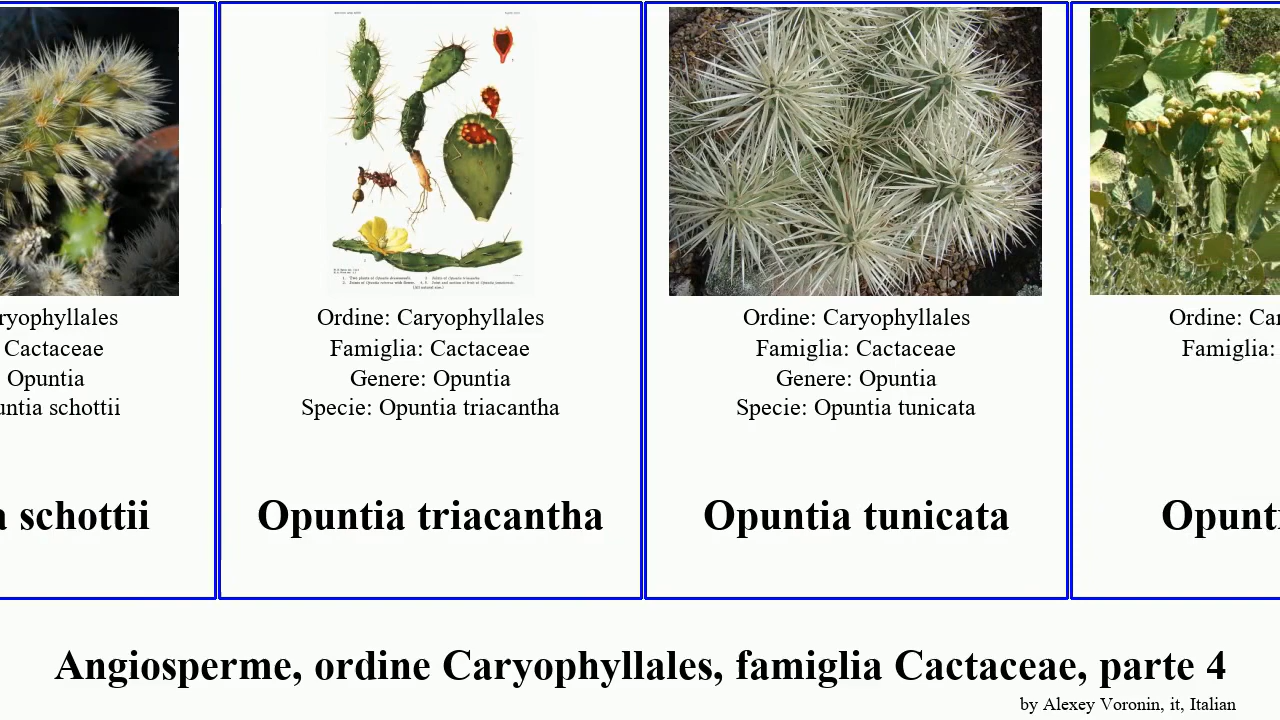 ryophyllales
Cactaceae
Opuntia
untia schottii
a schottii
Ordine: Caryophyllales
Famiglia: Cactaceae
Genere: Opuntia
Specie: Opuntia triacantha
Opuntia triacantha
Ordine: Caryophyllales
Famiglia: Cactaceae
Genere: Opuntia
Specie: Opuntia tunicata
Opuntia tunicata
Ordine: Car
Famiglia:
Opunti
Angiosperme, ordine Caryophyllales, famiglia Cactaceae, parte 4
by Alexey Voronin, it, Italian